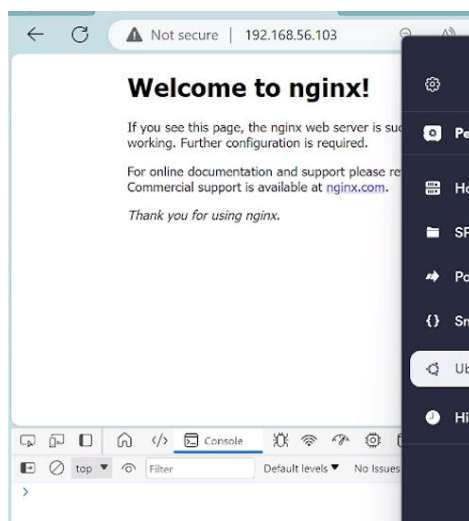 Not secure | 192.168.56.103
Welcome to nginx!
If you see this page, the nginx web server is suc
working. Further configuration is required.
For online documentation and support please re
Commercial support is available at nginx.com.
Thank you for using nginx.
Pe
Ho
SF
Po
{} Sn
Ub
Hi
Console
top
Filter
Default levels
No Issues